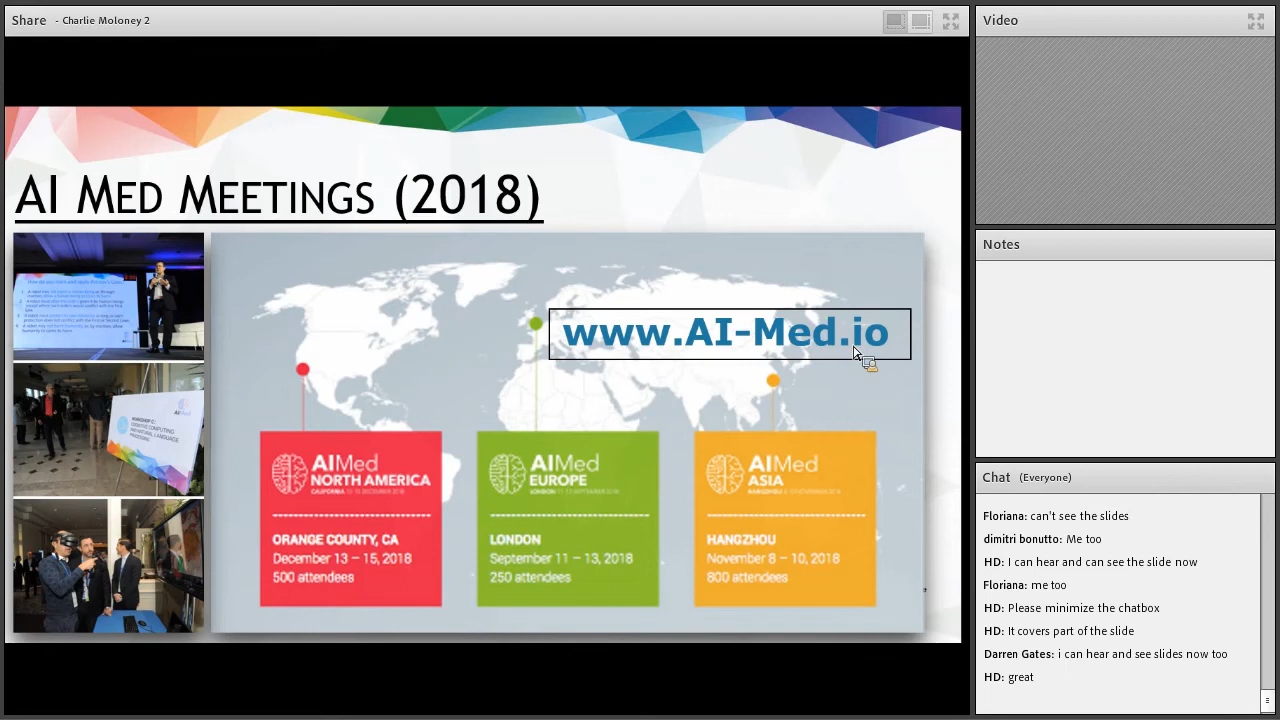 Share - Charlie Moloney 2
AI MED MEETINGS (2018)
www.AI-Med.io
AIMed
NORTH AMERICA
ORANGE COUNTY, CA
December 13 – 15, 2018
500 attendees
AIMed
EUROPE
LONDON
September 11 – 13, 2018
250 attendees
AIMed
ASIA
HANGZHOU
November 8 – 10, 2018
800 attendees
AIMed
Video
Notes
Chat (Everyone)
Floriana: can't see the slides
dimitri bonutto: Me too
HD: I can hear and can see the slide now
Floriana: me too
HD: Please minimize the chatbox
HD: It covers part of the slide
Darren Gates: i can hear and see slides now too
HD: great